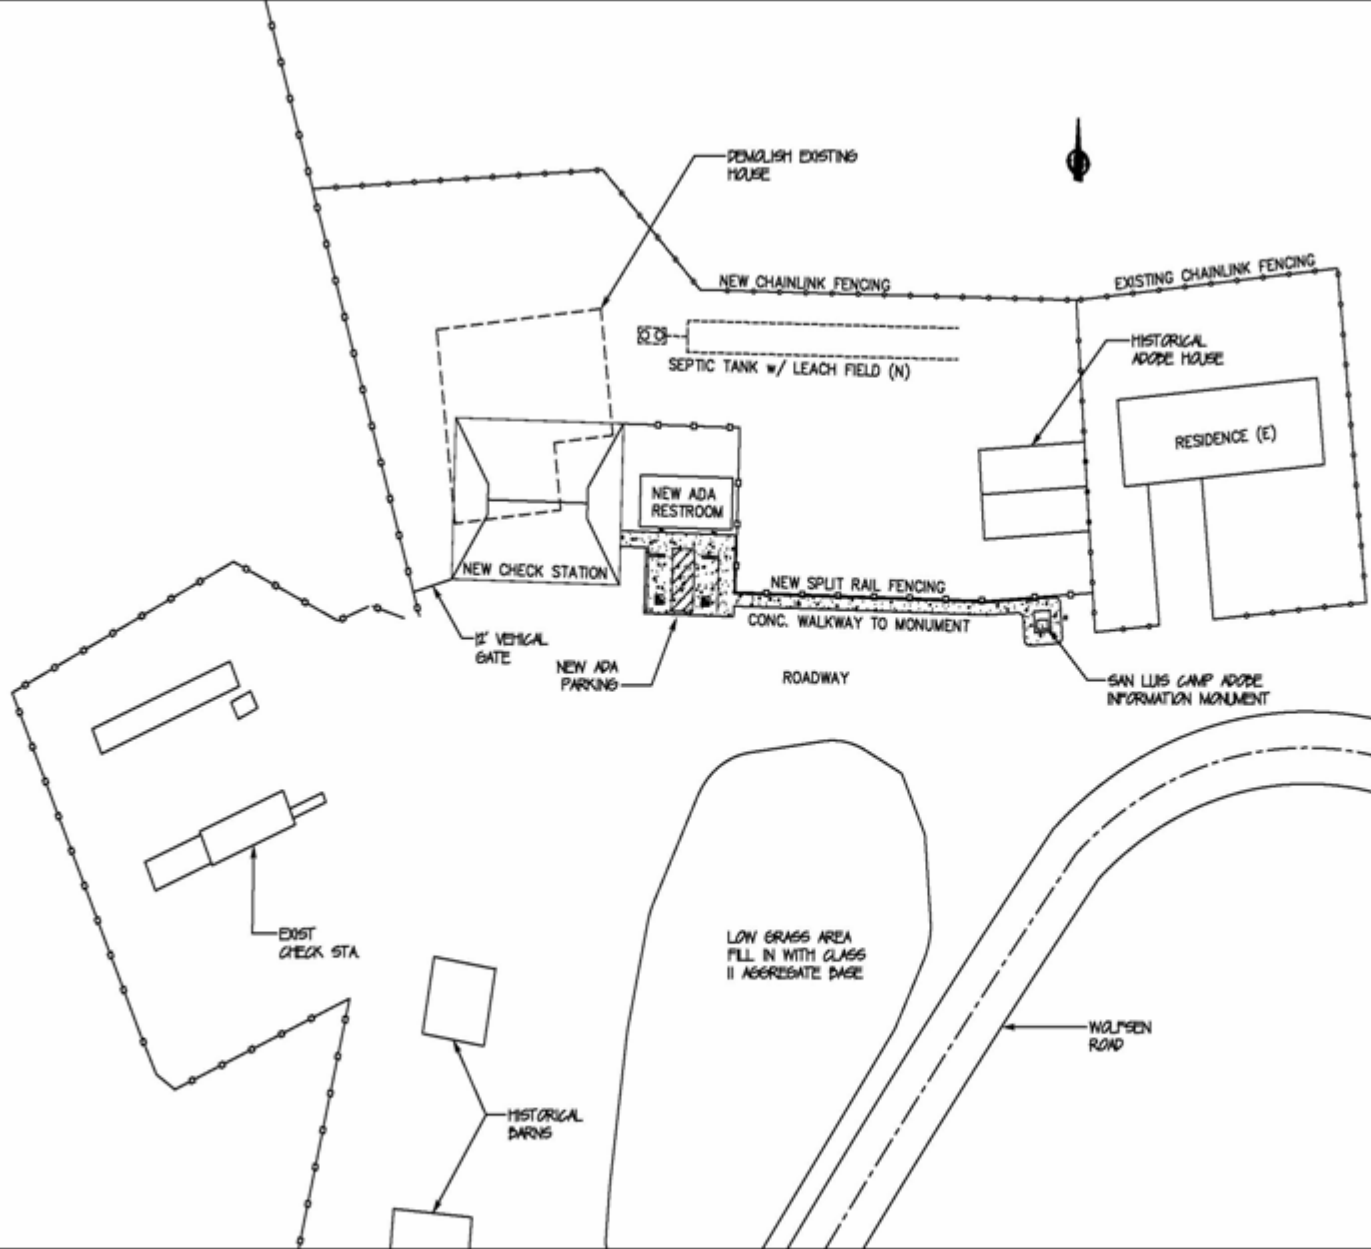 DEMOLISH EXISTING
HOUSE
NEW CHAINLINK FENCING
EXISTING CHAINLINK FENCING
HISTORICAL
ADOBE HOUSE
SEPTIC TANK w/ LEACH FIELD (N)
RESIDENCE (E)
NEW ADA
RESTROOM
NEW CHECK STATION
NEW SPLIT RAIL FENCING
CONC. WALKWAY TO MONUMENT
12' VEHICAL
GATE
NEW ADA
PARKING
ROADWAY
SAN LUIS CAMP ADOBE
INFORMATION MONUMENT
EXIST
CHECK STA.
LOW GRASS AREA
FILL IN WITH CLASS
II AGGREGATE BASE
WOLFSEN
ROAD
HISTORICAL
BARNS